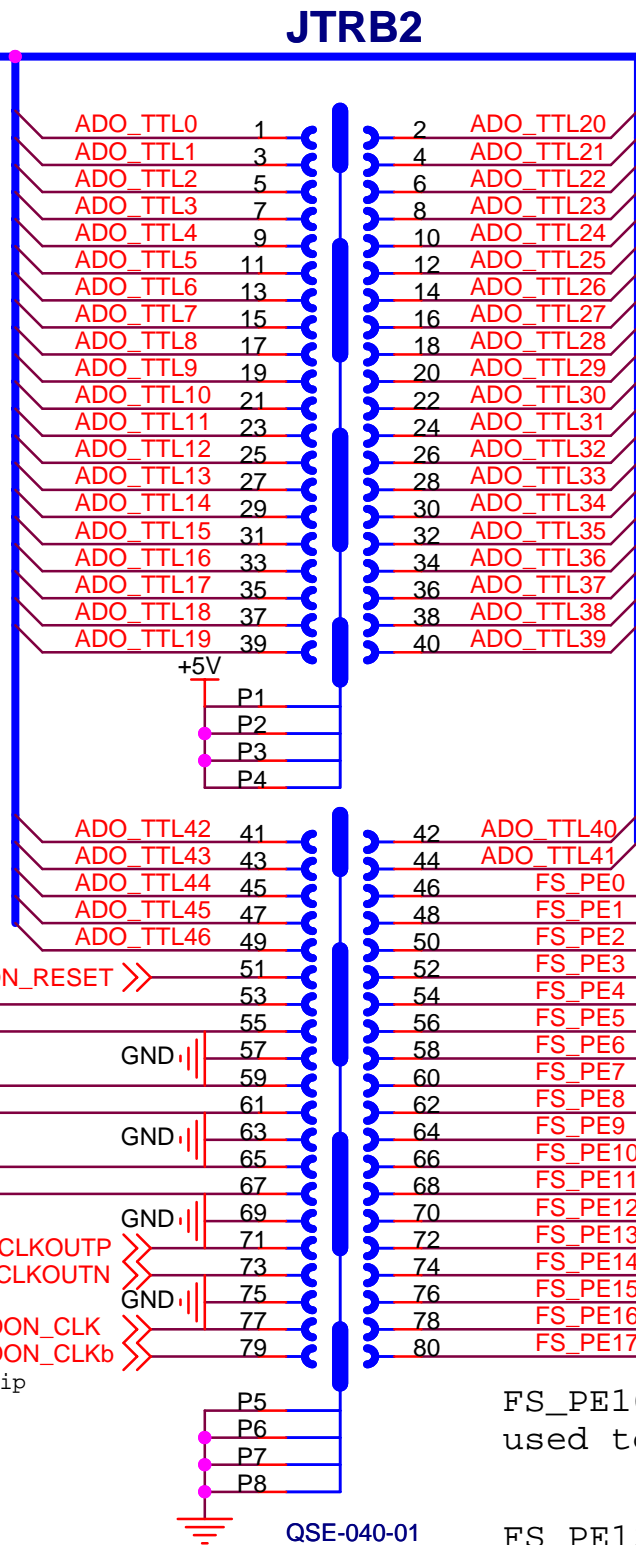 JTRB2
ADO_TTL0 1 2 ADO_TTL20
ADO_TTL1 3 4 ADO_TTL21
ADO_TTL2 5 6 ADO_TTL22
ADO_TTL3 7 8 ADO_TTL23
ADO_TTL4 9 10 ADO_TTL24
ADO_TTL5 11 12 ADO_TTL25
ADO_TTL6 13 14 ADO_TTL26
ADO_TTL7 15 16 ADO_TTL27
ADO_TTL8 17 18 ADO_TTL28
ADO_TTL9 19 20 ADO_TTL29
ADO_TTL10 21 22 ADO_TTL30
ADO_TTL11 23 24 ADO_TTL31
ADO_TTL12 25 26 ADO_TTL32
ADO_TTL13 27 28 ADO_TTL33
ADO_TTL14 29 30 ADO_TTL34
ADO_TTL15 31 32 ADO_TTL35
ADO_TTL16 33 34 ADO_TTL36
ADO_TTL17 35 36 ADO_TTL37
ADO_TTL18 37 38 ADO_TTL38
ADO_TTL19 39 40 ADO_TTL39
+5V
P1
P2
P3
P4
ADO_TTL42 41 42 ADO_TTL40
ADO_TTL43 43 44 ADO_TTL41
ADO_TTL44 45 46 FS_PE0
ADO_TTL45 47 48 FS_PE1
ADO_TTL46 49 50 FS_PE2
ON_RESET 51 52 FS_PE3
53 54 FS_PE4
55 56 FS_PE5
GND 57 58 FS_PE6
59 60 FS_PE7
61 62 FS_PE8
GND 63 64 FS_PE9
65 66 FS_PE10
67 68 FS_PE11
GND 69 70 FS_PE12
CLKOUTP 71 72 FS_PE13
CLKOUTN 73 74 FS_PE14
GND 75 76 FS_PE15
DON_CLK 77 78 FS_PE16
DON_CLKb 79 80 FS_PE17
ip
P5
P6
P7
P8
FS_PE1
used to
QSE-040-01
FS_PE1